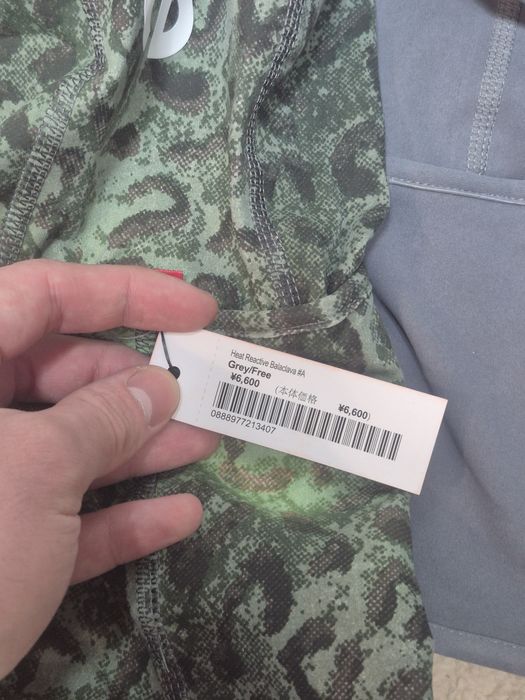 Heat Reactive Balaclava #A
Grey/Free
¥6,600 (本体価格 ¥6,600)
0888977213407